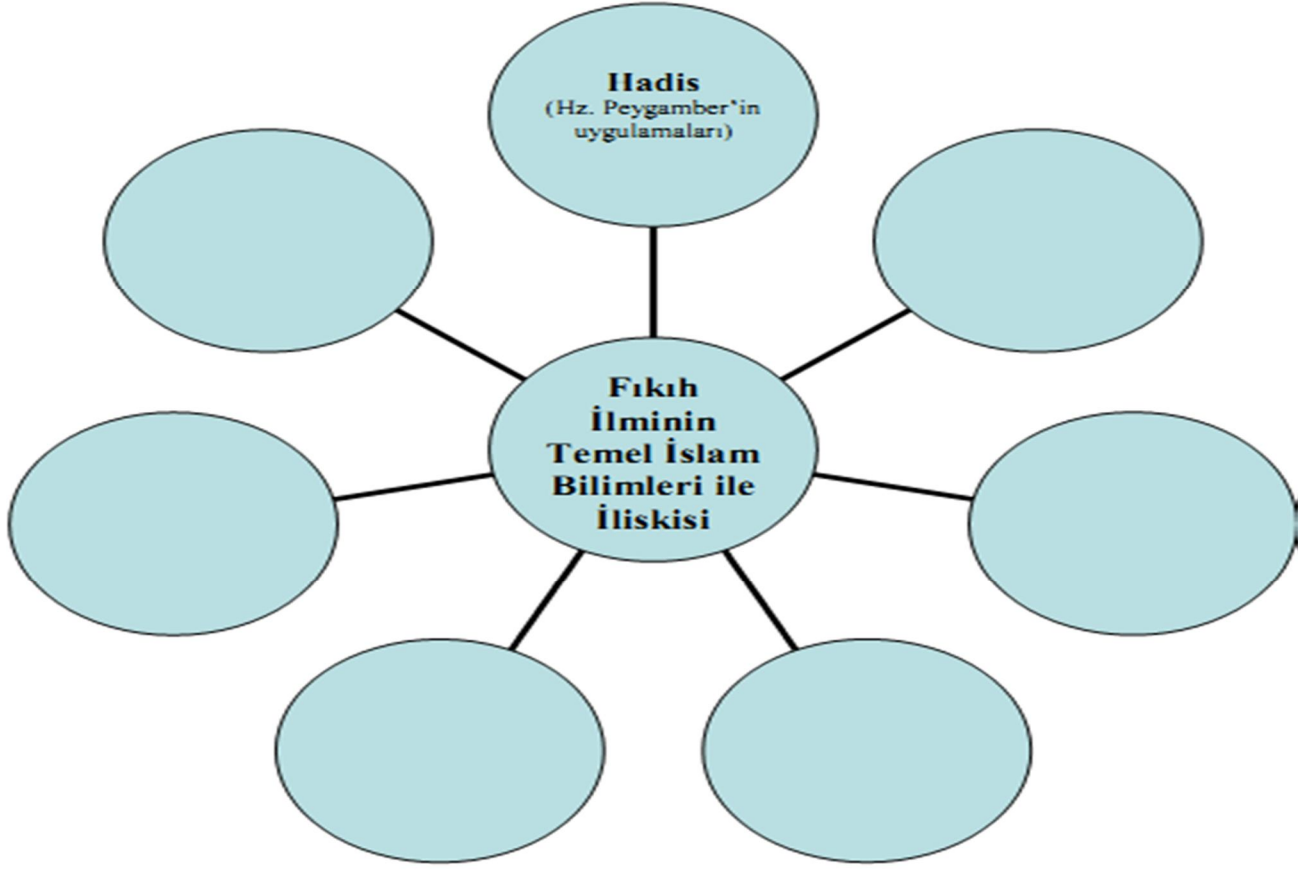 Hadis
(Hz. Peygamber'in
uygulamaları)
Fıkıh
İlminin
Temel İslam
Bilimleri ile
İliskisi